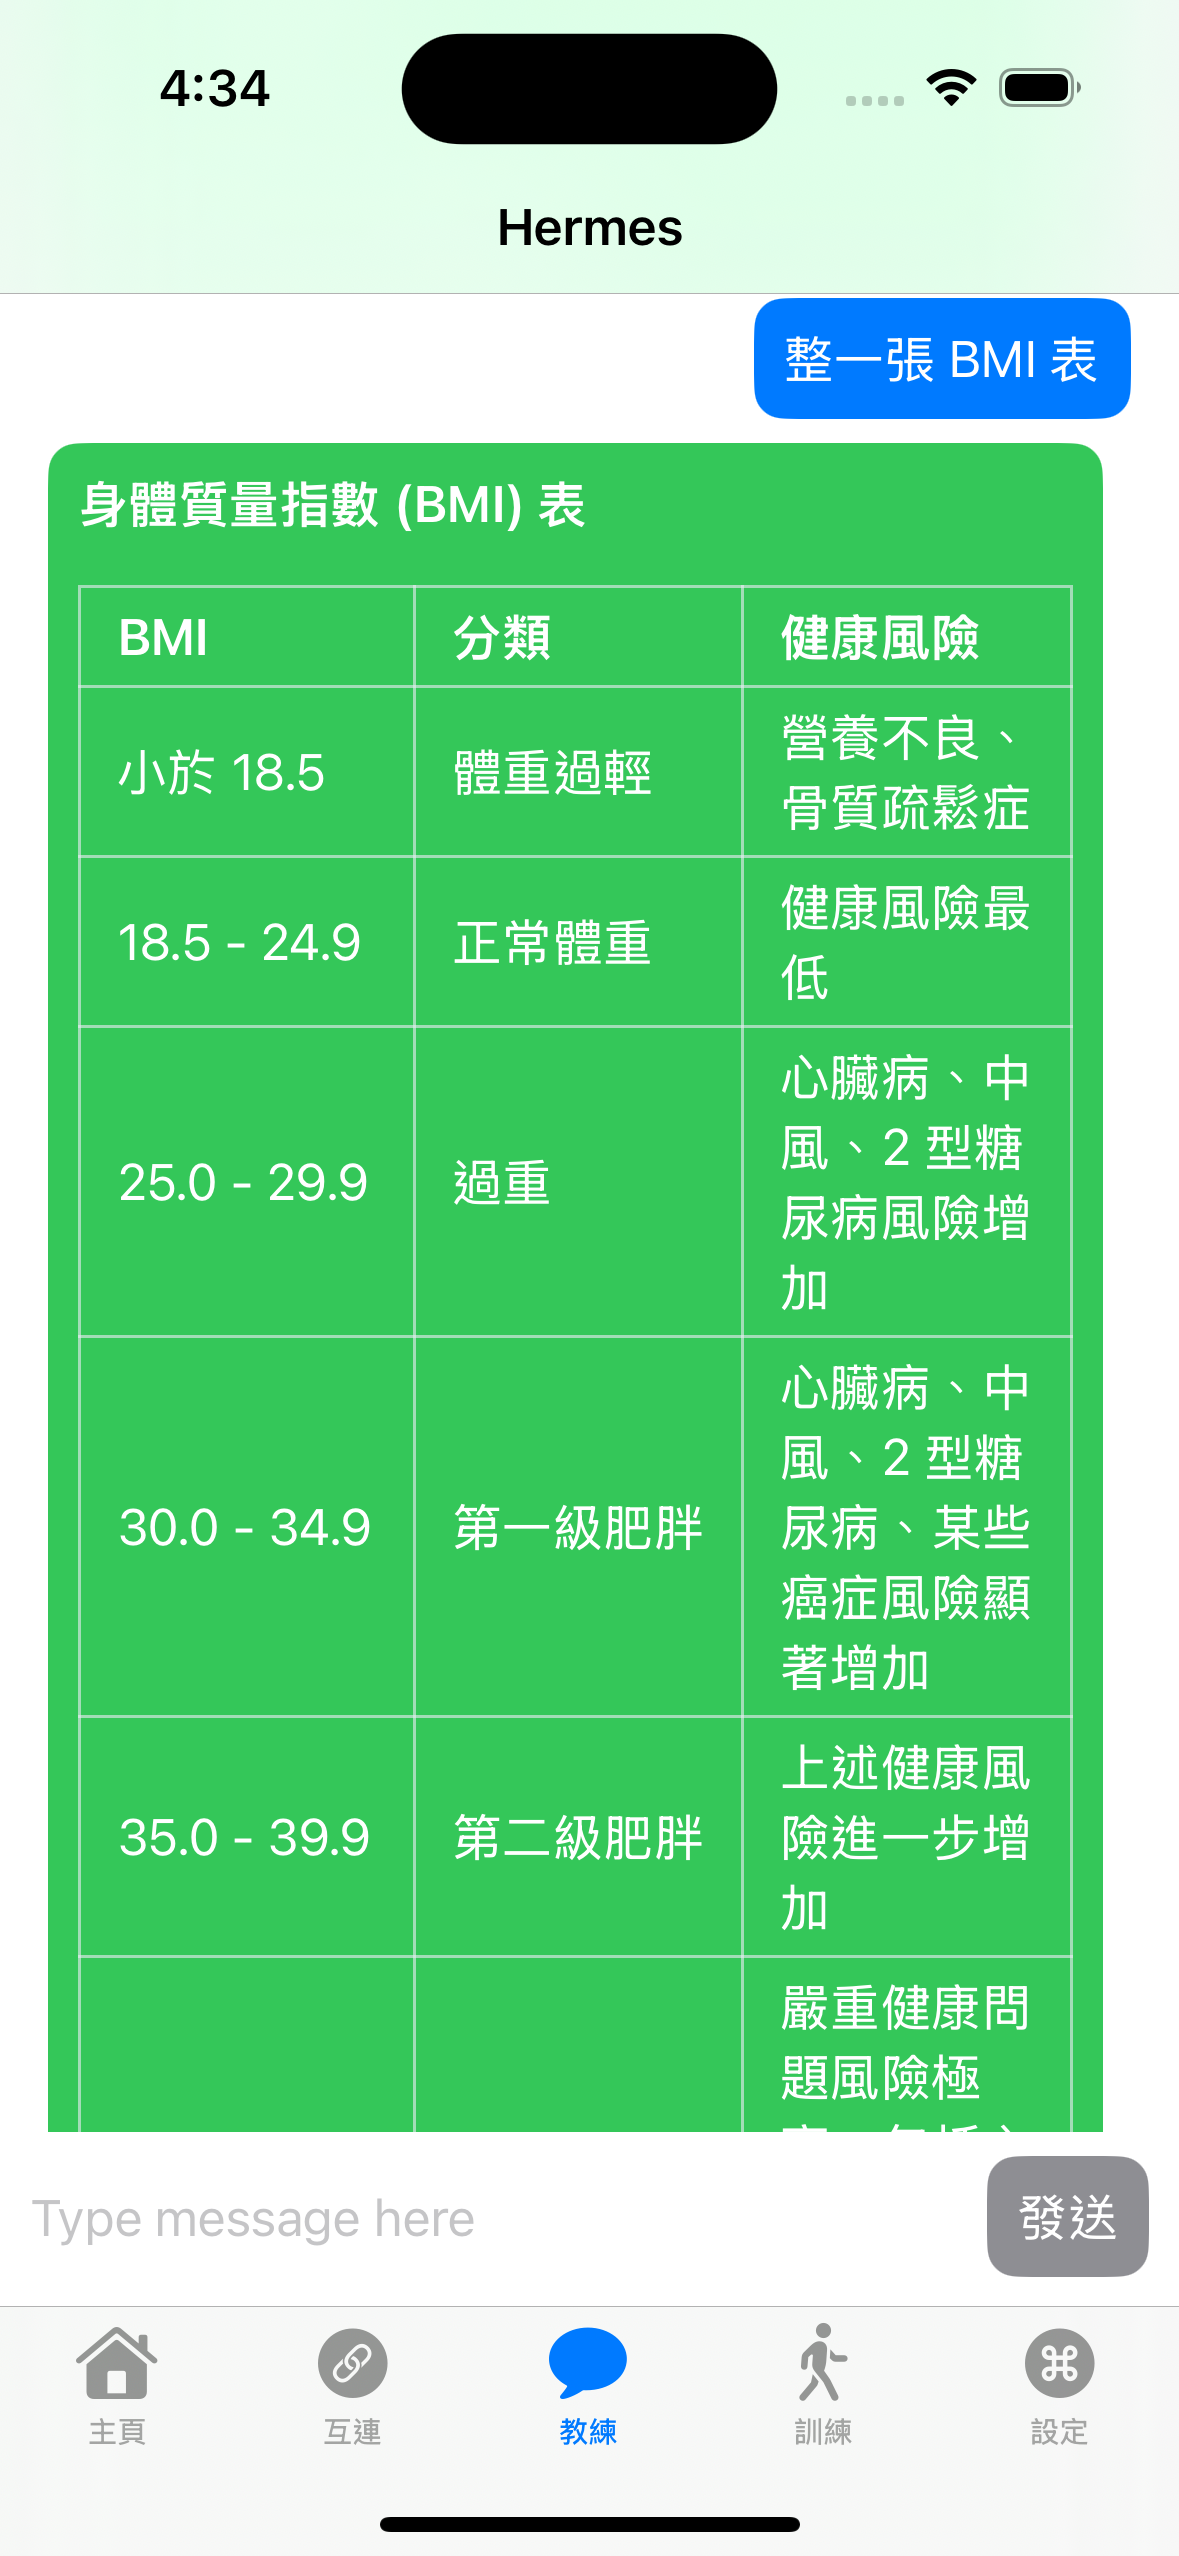 4:34
Hermes
整一張 BMI 表
身體質量指數 (BMI) 表
BMI 分類 健康風險
小於 18.5 體重過輕 營養不良、
骨質疏鬆症
18.5 - 24.9 正常體重 健康風險最
低
25.0 - 29.9 過重 心臟病、中
風、2 型糖
尿病風險增
加
30.0 - 34.9 第一級肥胖 心臟病、中
風、2 型糖
尿病、某些
癌症風險顯
著增加
35.0 - 39.9 第二級肥胖 上述健康風
險進一步增
加
嚴重健康問
題風險極
Type message here
發送
主頁 互連 教練 訓練 設定